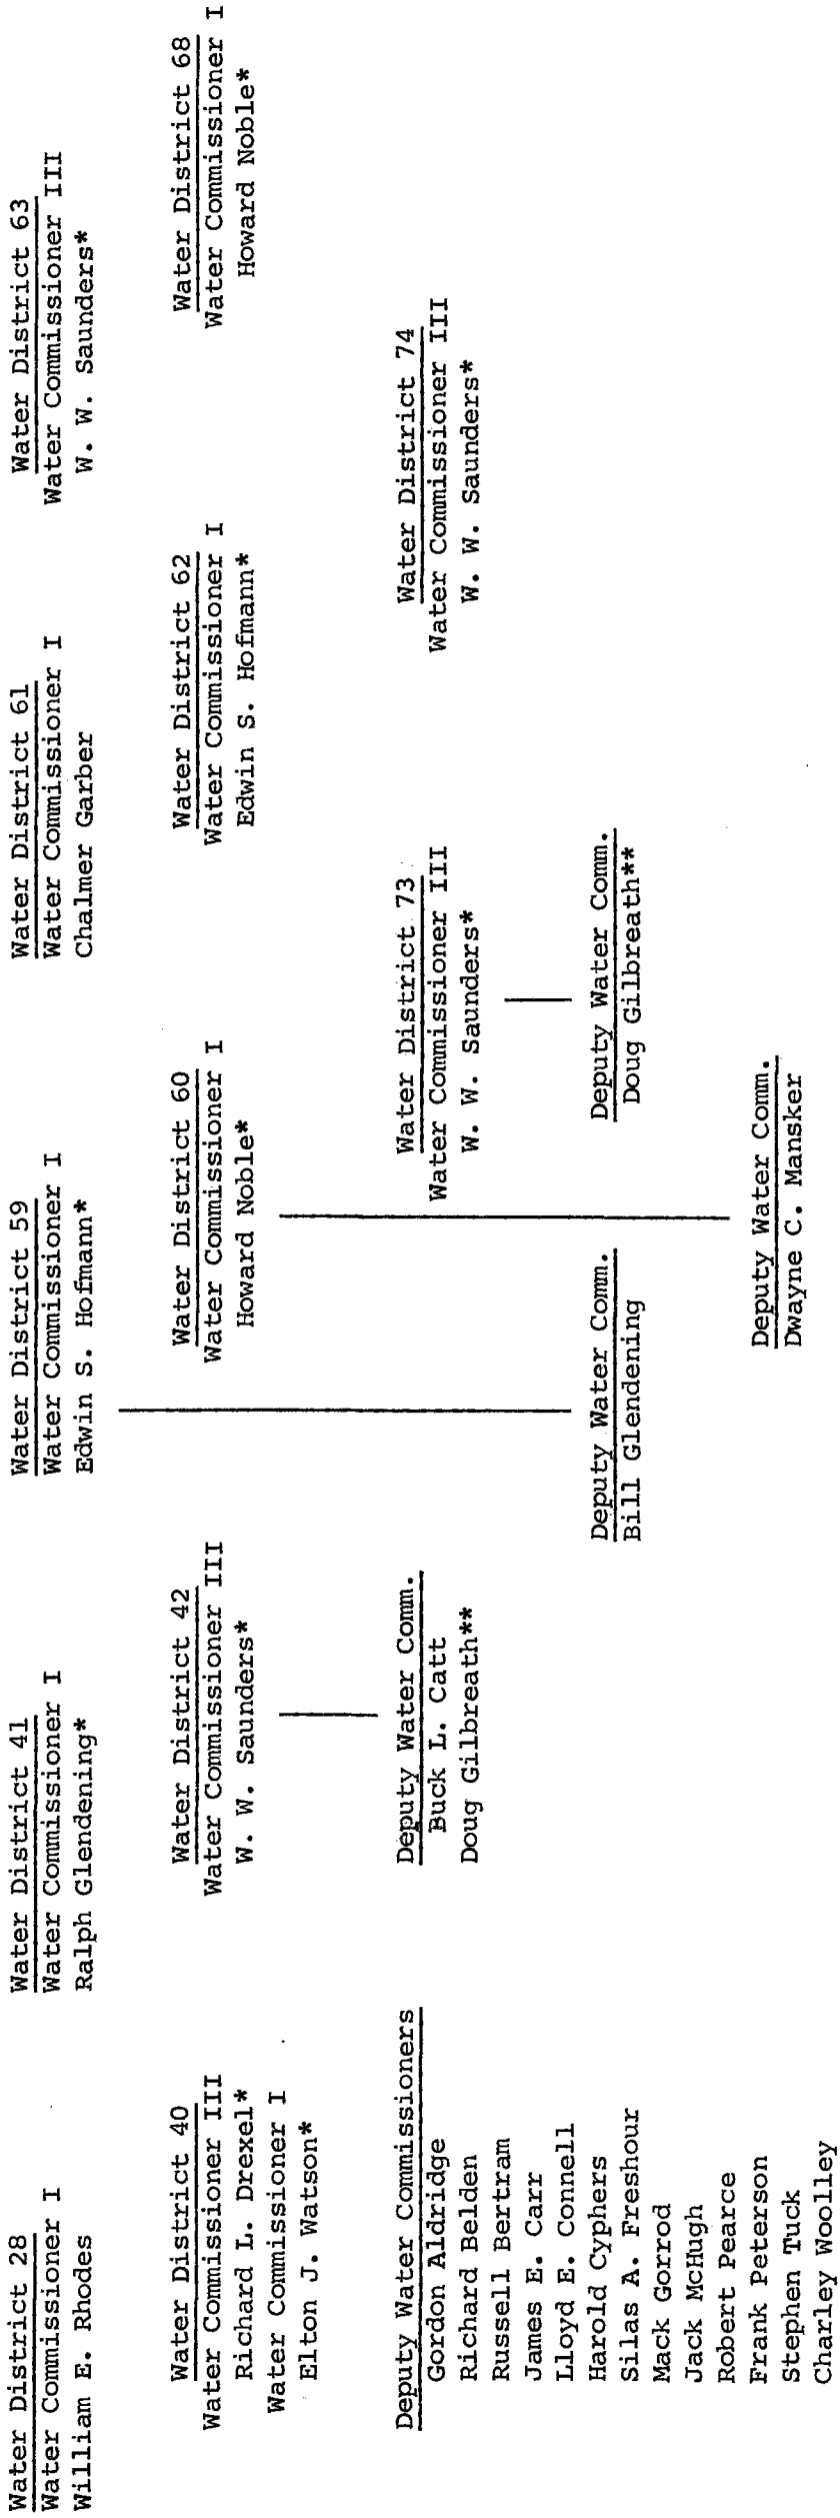 Water District 28
Water Commissioner I
William E. Rhodes
Water District 41
Water Commissioner I
Ralph Glendening*
Water District 59
Water Commissioner I
Edwin S. Hofmann*
Water District 61
Water Commissioner I
Chalmer Garber
Water District 63
Water Commissioner III
W. W. Saunders*
Water District 40
Water Commissioner III
Richard L. Drexel*
Water Commissioner I
Elton J. Watson*
Water District 42
Water Commissioner III
W. W. Saunders*
Water District 60
Water Commissioner I
Howard Noble*
Water District 62
Water Commissioner I
Edwin S. Hofmann*
Water District 68
Water Commissioner I
Howard Noble*
Deputy Water Commissioners
Gordon Aldridge
Richard Belden
Russell Bertram
James E. Carr
Lloyd E. Connell
Harold Cyphers
Silas A. Freshour
Mack Gorrod
Jack McHugh
Robert Pearce
Frank Peterson
Stephen Tuck
Charley Woolley
Deputy Water Comm.
Buck L. Catt
Doug Gilbreath**
Water District 73
Water Commissioner III
W. W. Saunders*
Water District 74
Water Commissioner III
W. W. Saunders*
Deputy Water Comm.
Bill Glendening
Deputy Water Comm.
Doug Gilbreath**
Deputy Water Comm.
Dwayne C. Mansker